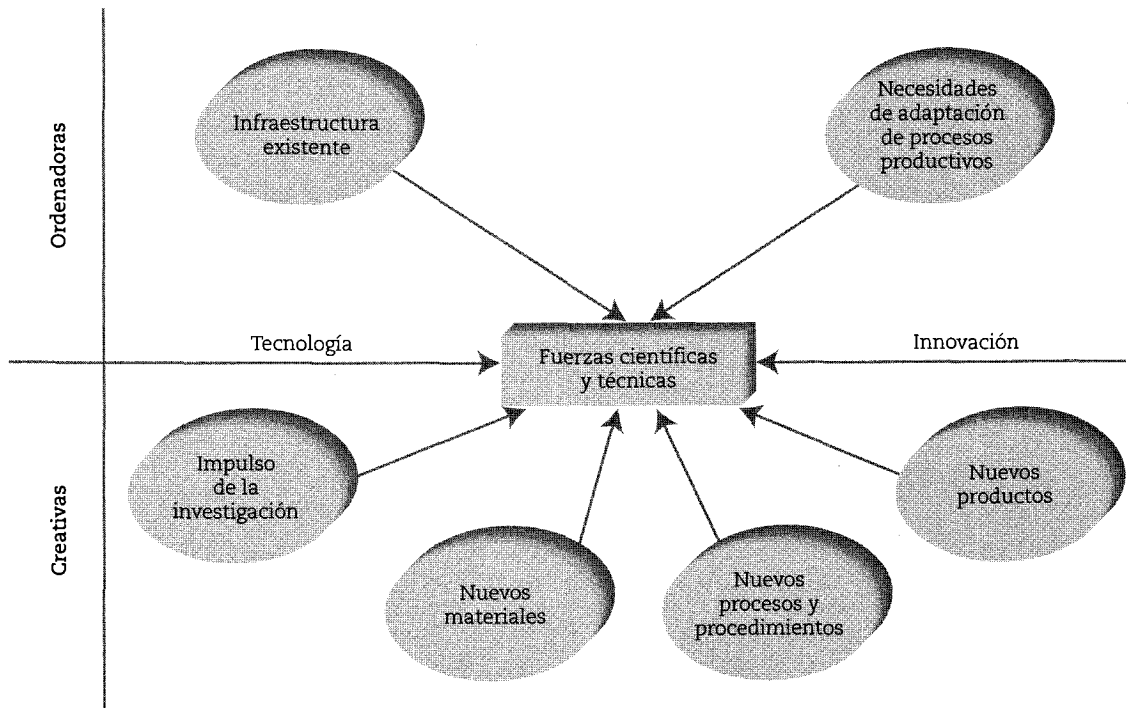 Ordenadoras
Infraestructura
existente
Necesidades
de adaptación
de procesos
productivos
Tecnología
Fuerzas científicas
y técnicas
Innovación
Creativas
Impulso
de la
investigación
Nuevos
materiales
Nuevos
procesos y
procedimientos
Nuevos
productos